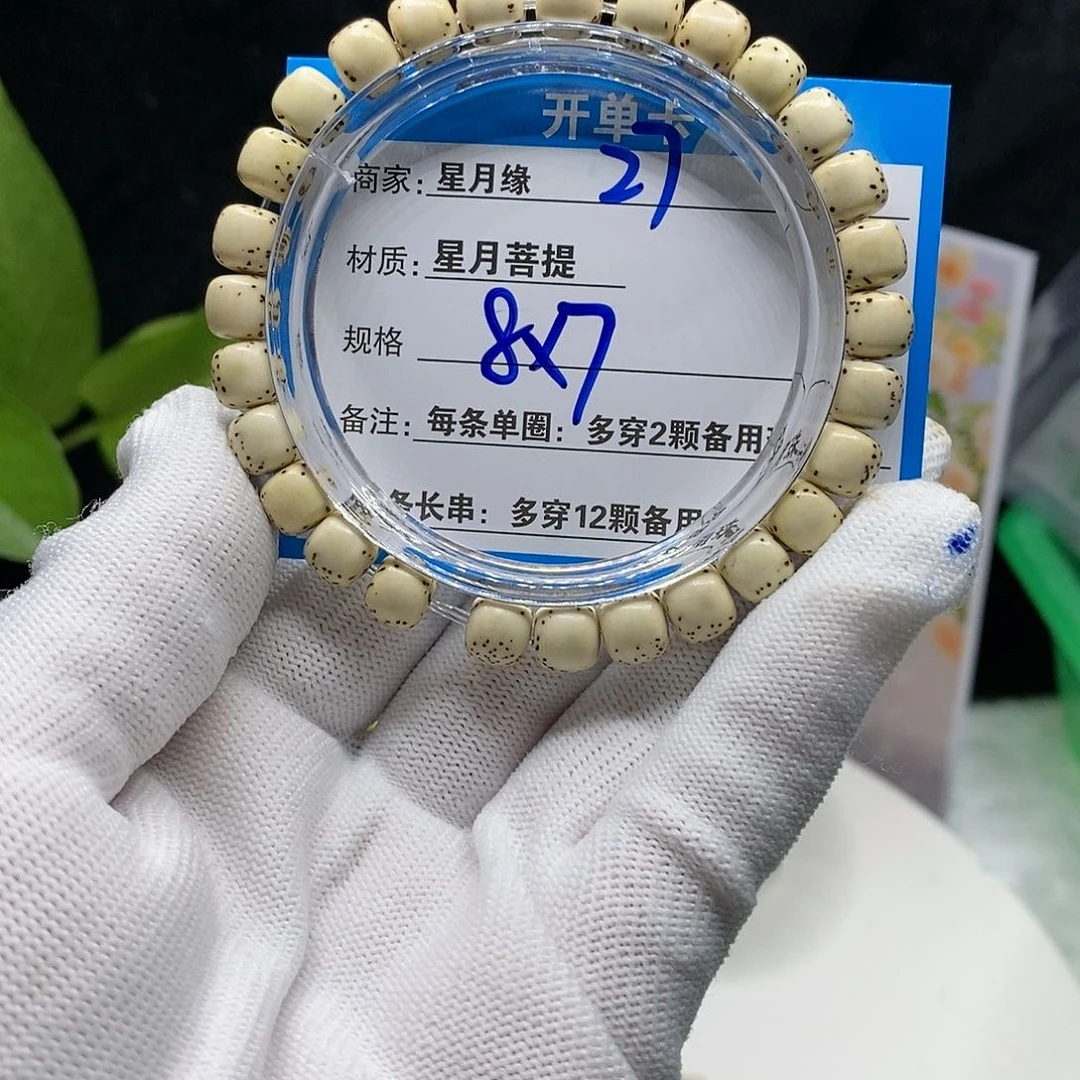 开单卡
27
商家：星月缘
材质：星月菩提
规格 8x7
备注：每条单圈：多穿2颗备用
条长串：多穿12颗备用